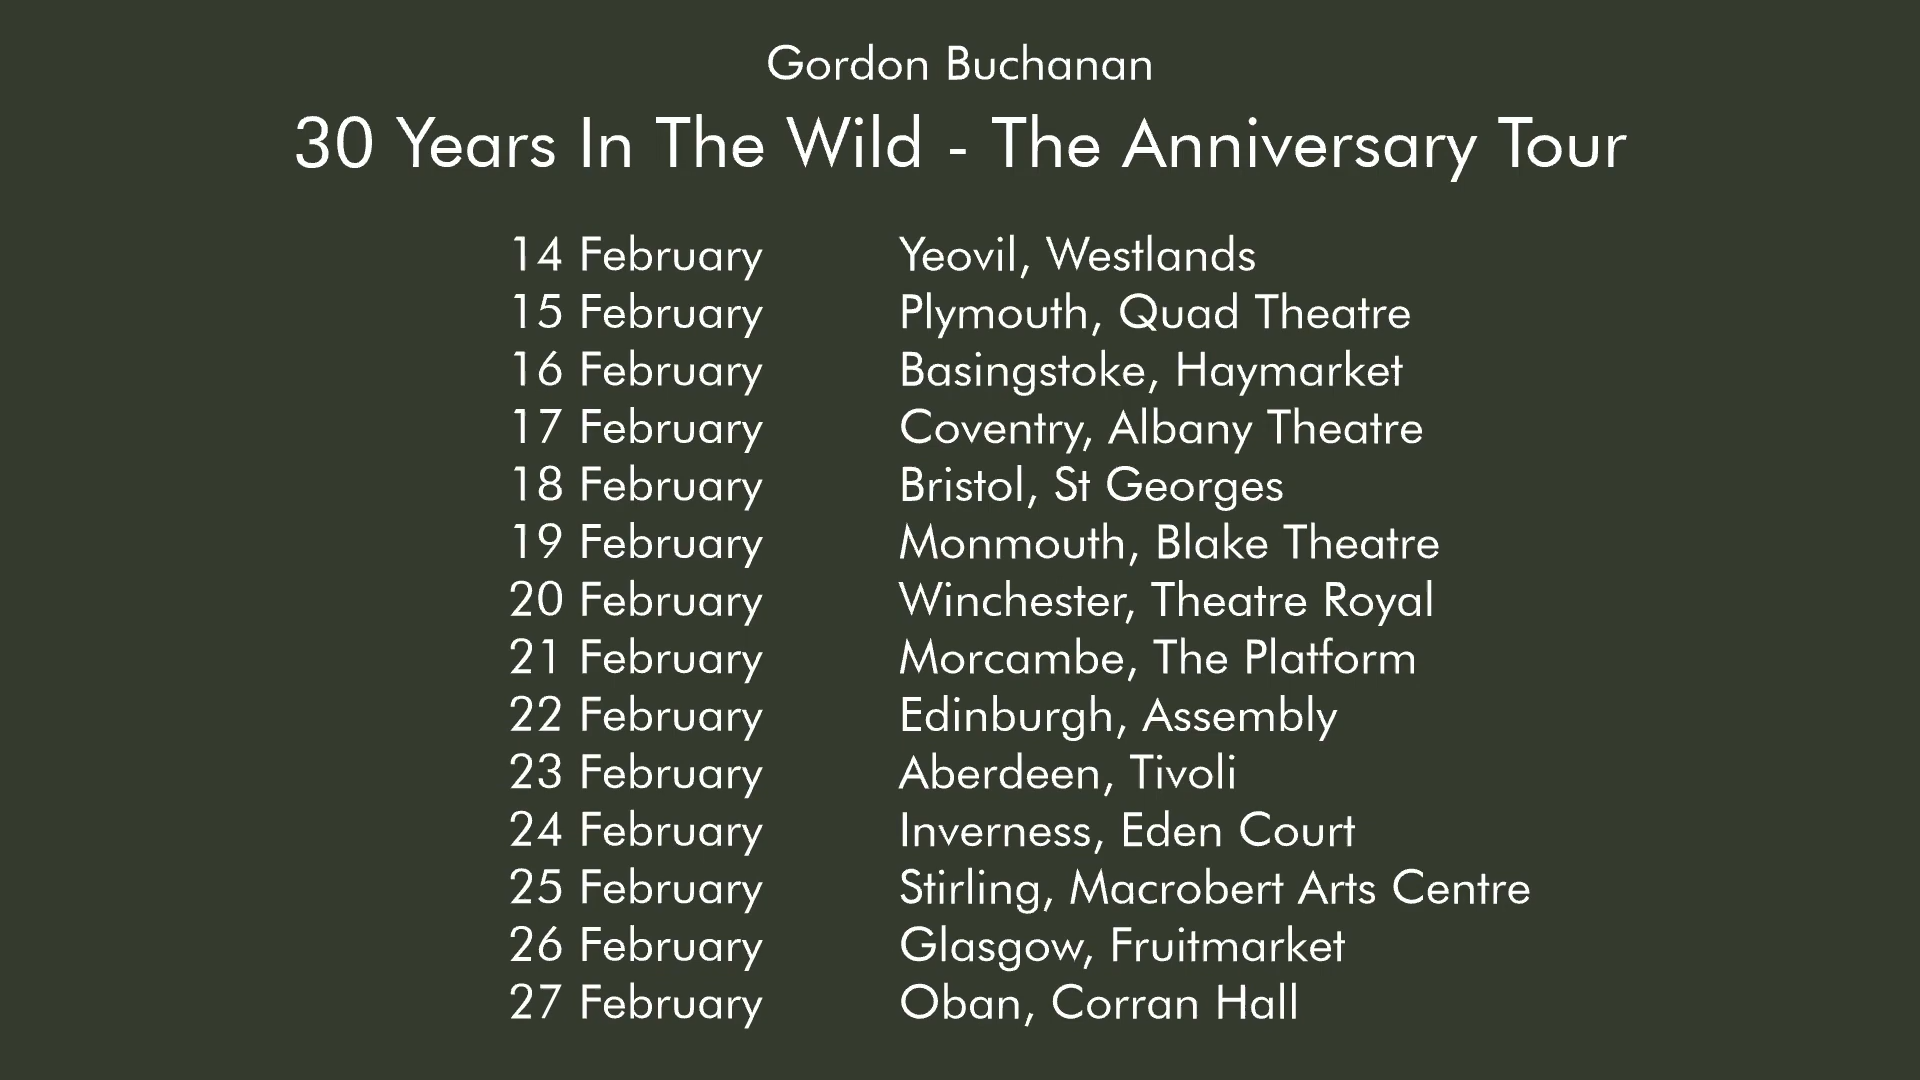 Gordon Buchanan
30 Years In The Wild - The Anniversary Tour
14 February Yeovil, Westlands
15 February Plymouth, Quad Theatre
16 February Basingstoke, Haymarket
17 February Coventry, Albany Theatre
18 February Bristol, St Georges
19 February Monmouth, Blake Theatre
20 February Winchester, Theatre Royal
21 February Morcambe, The Platform
22 February Edinburgh, Assembly
23 February Aberdeen, Tivoli
24 February Inverness, Eden Court
25 February Stirling, Macrobert Arts Centre
26 February Glasgow, Fruitmarket
27 February Oban, Corran Hall